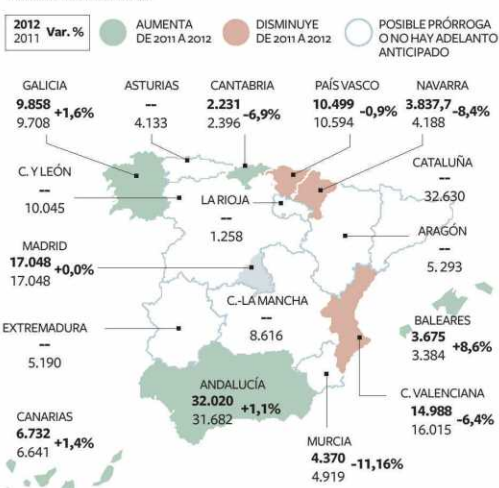 2012 Var. %
2011
AUMENTA
DE 2011 A 2012
DISMINUYE
DE 2011 A 2012
POSIBLE PRÓRROGA
O NO HAY ADELANTO
ANTICIPADO
GALICIA
9.858 +1,6%
9.708
ASTURIAS
--
4.133
CANTABRIA
2.231 -6,9%
2.396
PAÍS VASCO
10.499 -0,9%
10.594
NAVARRA
3.837,7 -8,4%
4.188
C. Y LEÓN
--
10.045
LA RIOJA
--
1.258
CATALUÑA
--
32.630
ARAGÓN
--
5.293
MADRID
17.048 +0,0%
17.048
C.-LA MANCHA
--
8.616
EXTREMADURA
--
5.190
BALEARES
3.675 +8,6%
3.384
ANDALUCÍA
32.020 +1,1%
31.682
C. VALENCIANA
14.988 -6,4%
16.015
CANARIAS
6.732 +1,4%
6.641
MURCIA
4.370 -11,16%
4.919